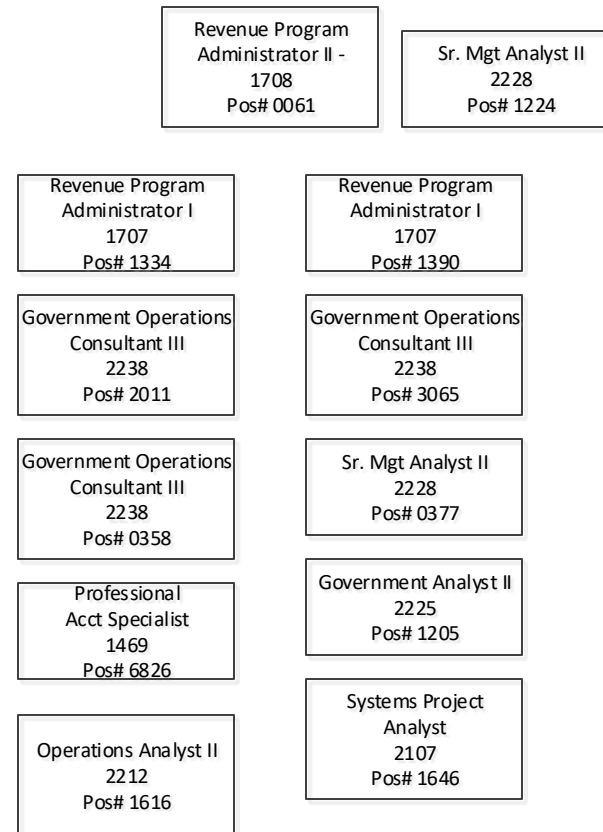 Revenue Program
Administrator II -
1708
Pos# 0061
Sr. Mgt Analyst II
2228
Pos# 1224
Revenue Program
Administrator I
1707
Pos# 1334
Revenue Program
Administrator I
1707
Pos# 1390
Government Operations
Consultant III
2238
Pos# 2011
Government Operations
Consultant III
2238
Pos# 3065
Government Operations
Consultant III
2238
Pos# 0358
Sr. Mgt Analyst II
2228
Pos# 0377
Professional
Acct Specialist
1469
Pos# 6826
Government Analyst II
2225
Pos# 1205
Operations Analyst II
2212
Pos# 1616
Systems Project
Analyst
2107
Pos# 1646